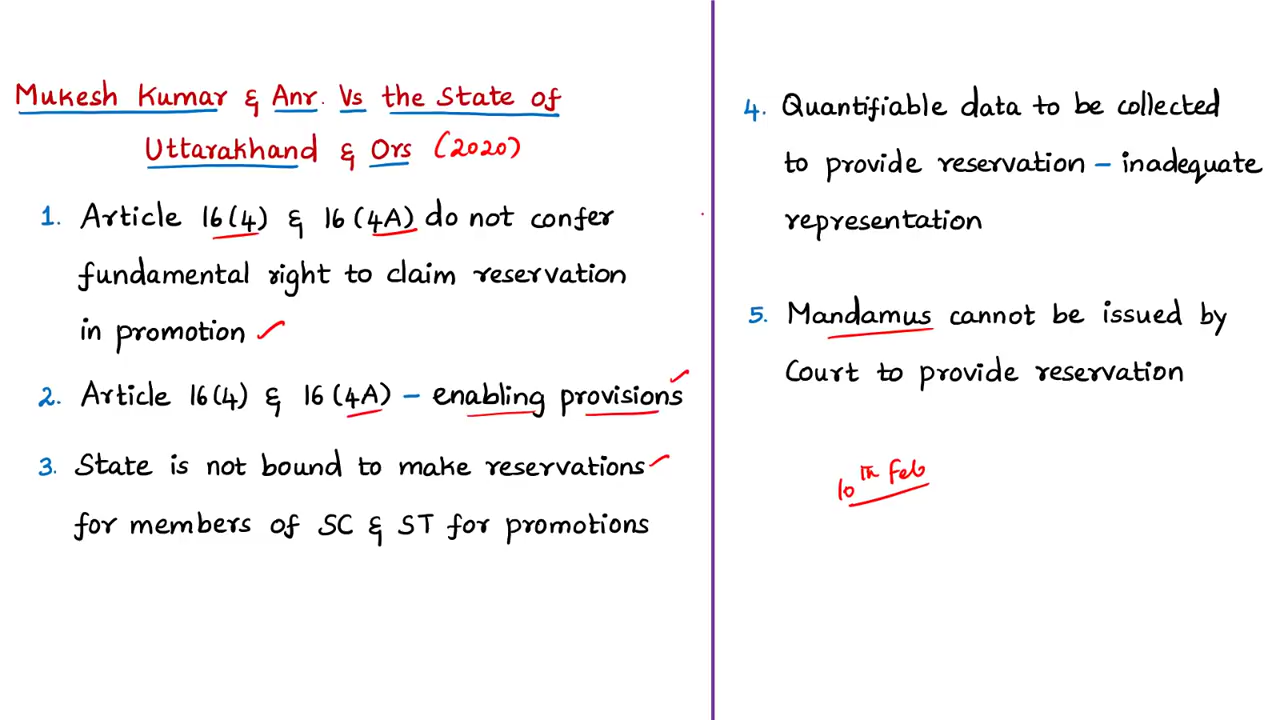 Mukesh Kumar & Anr. Vs the State of
Uttarakhand & Ors (2020)
1. Article 16(4) & 16(4A) do not confer
fundamental right to claim reservation
in promotion
2. Article 16(4) & 16(4A) – enabling provisions
3. State is not bound to make reservations
for members of SC & ST for promotions
4. Quantifiable data to be collected
to provide reservation – inadequate
representation
5. Mandamus cannot be issued by
Court to provide reservation
10th Feb